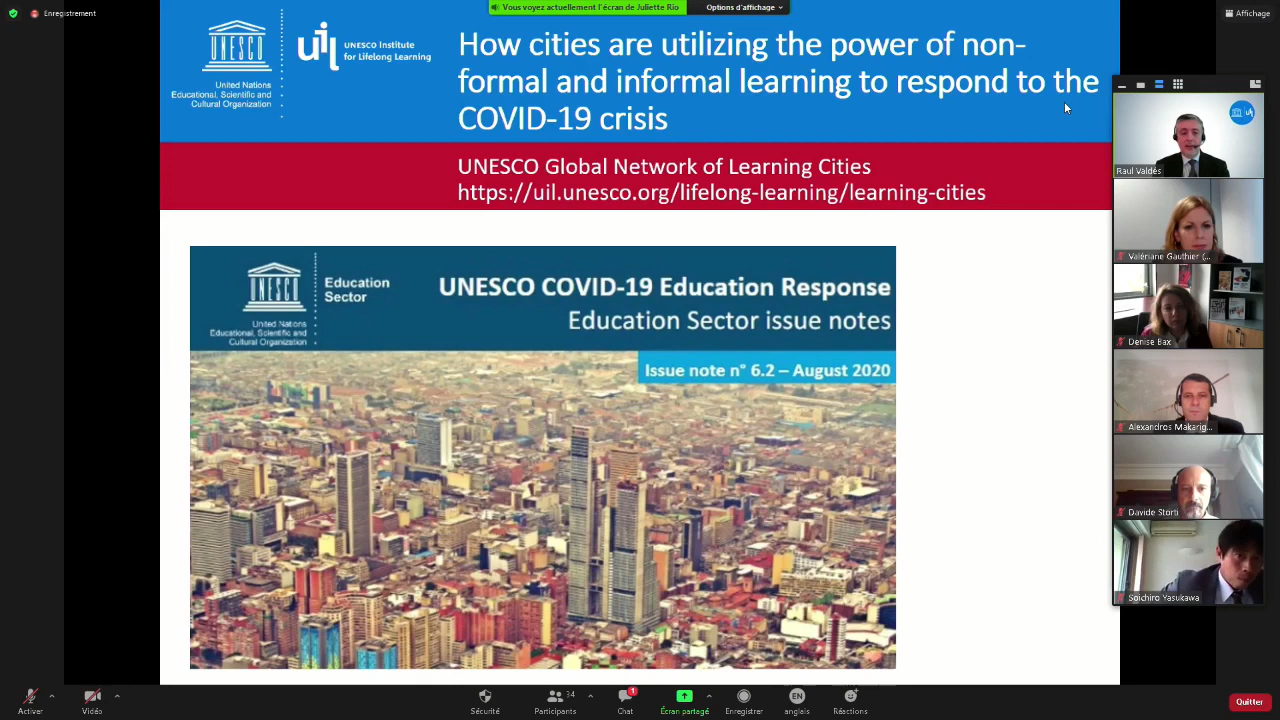 Enregistrement
Vous voyez actuellement l'écran de Juliette Rio
Options d'affichage
Affichage
UNESCO
United Nations
Educational, Scientific and
Cultural Organization
uil
UNESCO Institute
for Lifelong Learning
How cities are utilizing the power of non-
formal and informal learning to respond to the
COVID-19 crisis
UNESCO Global Network of Learning Cities
https://uil.unesco.org/lifelong-learning/learning-cities
UNESCO
United Nations
Educational, Scientific and
Cultural Organization
Education
Sector
UNESCO COVID-19 Education Response
Education Sector issue notes
Issue note n° 6.2 – August 2020
Raul Valdés
Valériane Gauthier (...
Denise Bax
Alexandros Makarig...
Davide Storti
Soichiro Yasukawa
Activer
Vidéo
Sécurité
34
Participants
1
Chat
Écran partagé
Enregistrer
EN
anglais
Réactions
Quitter